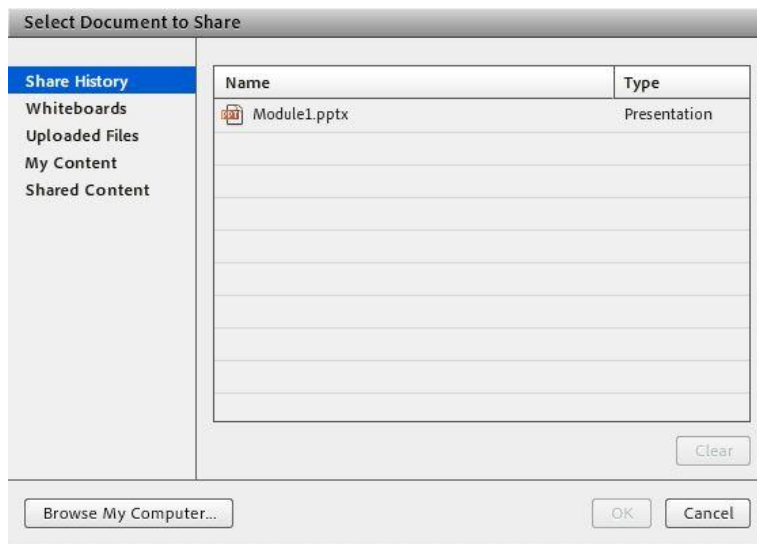 Select Document to Share
Share History
Whiteboards
Uploaded Files
My Content
Shared Content
Name Type
PPT Module1.pptx Presentation
Clear
Browse My Computer... OK Cancel